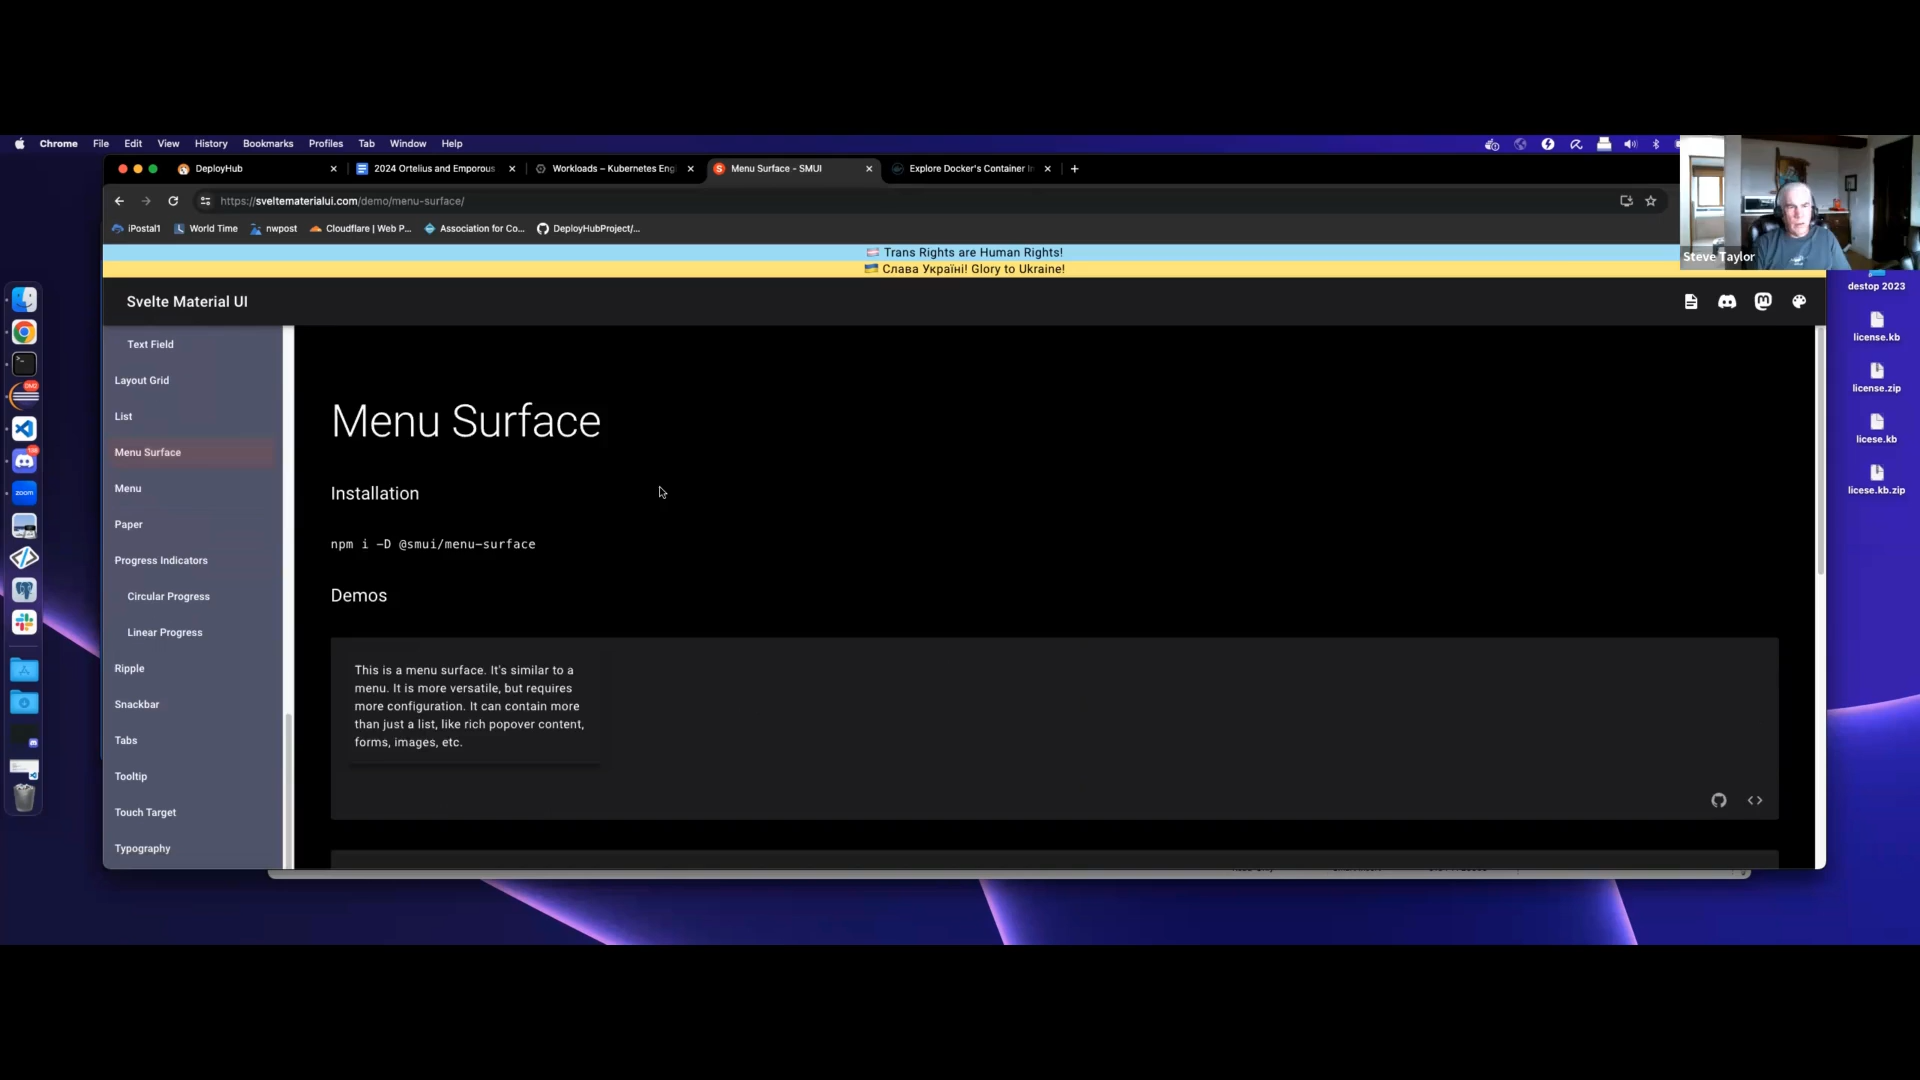 Chrome File Edit View History Bookmarks Profiles Tab Window Help
DeployHub
2024 Ortelius and Emporous
Workloads – Kubernetes Eng
Menu Surface - SMUI
Explore Docker's Container I
https://sveltematerialui.com/demo/menu-surface/
iPostal1 World Time nwpost Cloudflare | Web P... Association for Co... DeployHubProject/...
Trans Rights are Human Rights!
Слава Україні! Glory to Ukraine!
Steve Taylor
Svelte Material UI
Text Field
Layout Grid
List
Menu Surface
Menu
Paper
Progress Indicators
Circular Progress
Linear Progress
Ripple
Snackbar
Tabs
Tooltip
Touch Target
Typography
Menu Surface
Installation
npm i -D @smui/menu-surface
Demos
This is a menu surface. It's similar to a
menu. It is more versatile, but requires
more configuration. It can contain more
than just a list, like rich popover content,
forms, images, etc.
destop 2023
license.kb
license.zip
licese.kb
licese.kb.zip
zoom